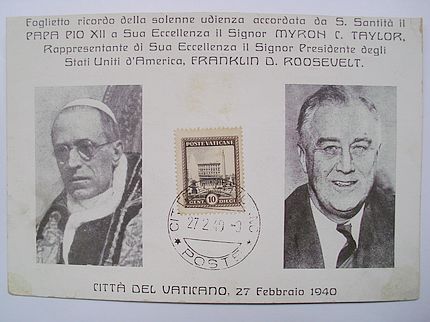 Foglietto ricordo della solenne udienza accordata da S. Santità il
PAPA PIO XII a Sua Eccellenza il Signor MYRON C. TAYLOR,
Rappresentante di Sua Eccellenza il Signor Presidente degli
Stati Uniti d'America, FRANKLIN D. ROOSEVELT.
POSTE VATICANE
CENT. 10 DIECI
27.2.40
POSTE
CITTÀ DEL VATICANO, 27 Febbraio 1940